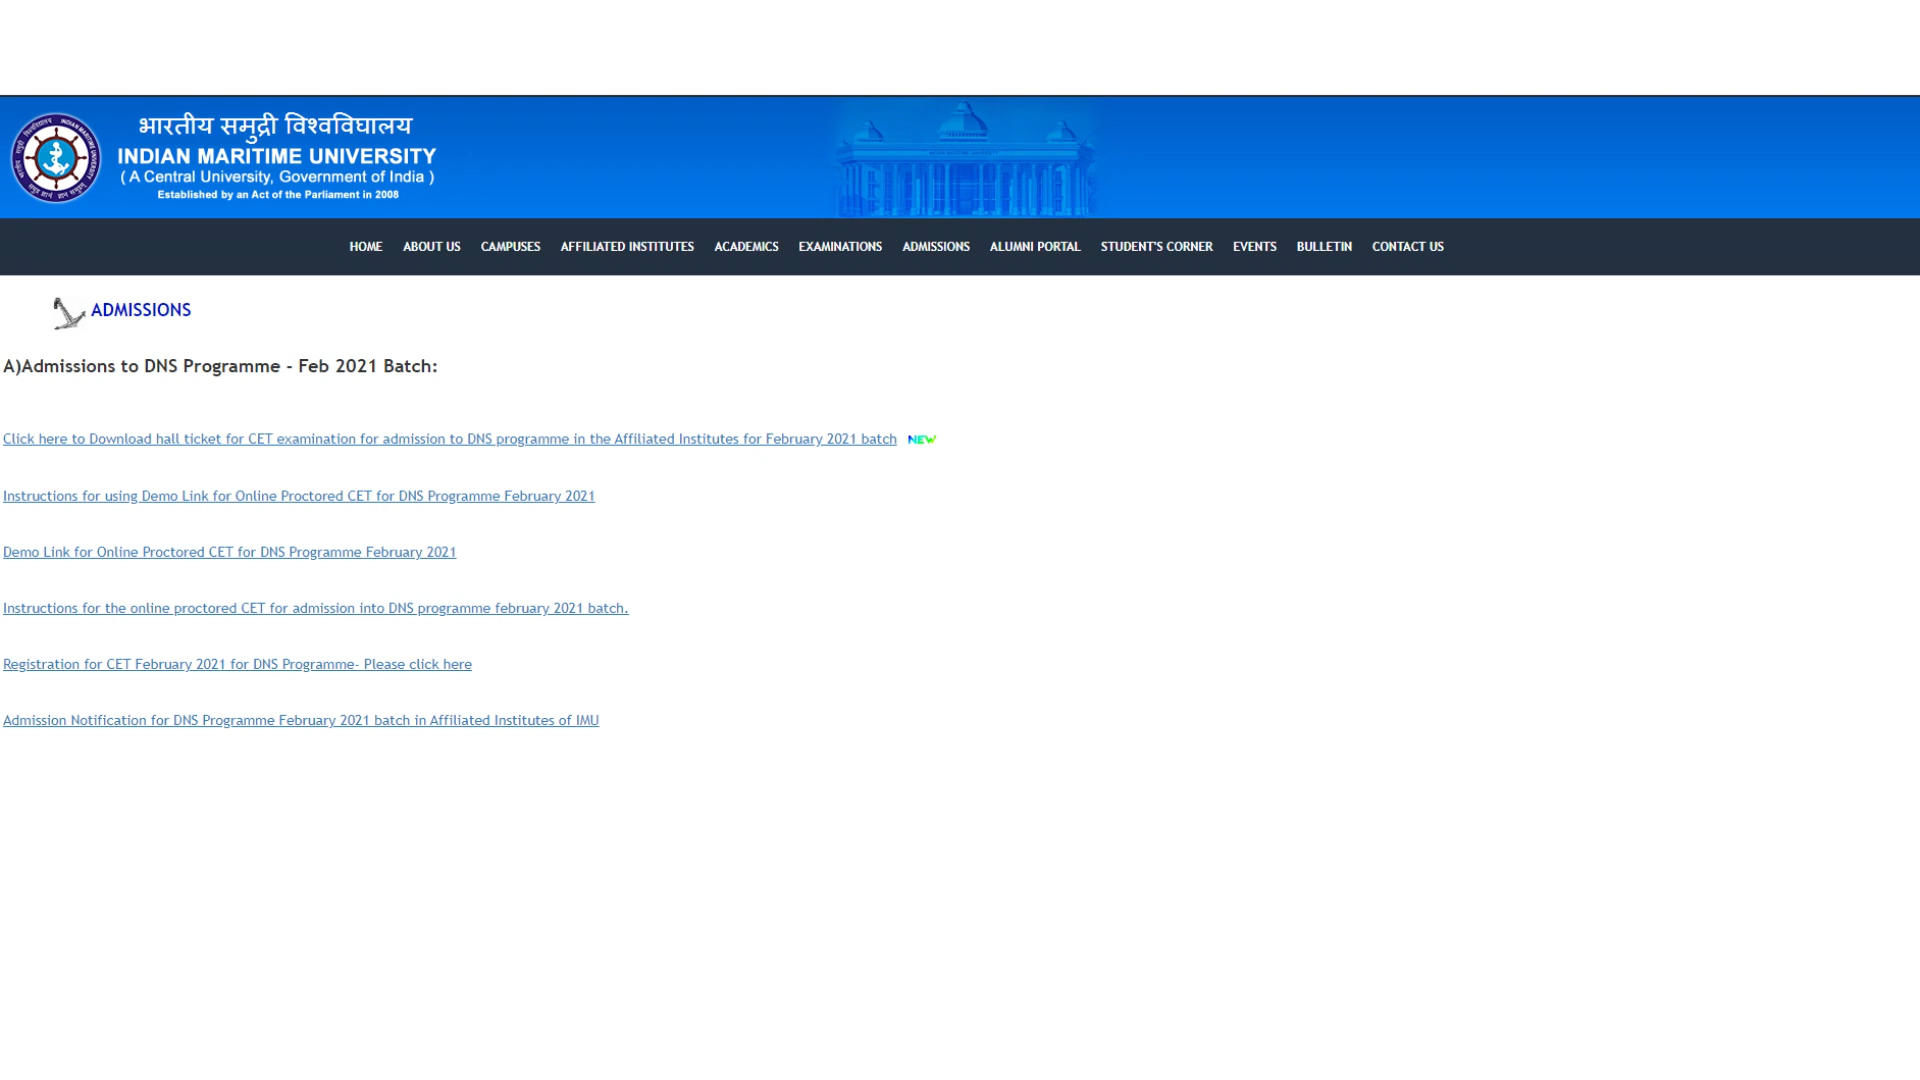 भारतीय समुद्री विश्वविघालय
INDIAN MARITIME UNIVERSITY
( A Central University, Government of India )
Established by an Act of the Parliament in 2008
HOME ABOUT US CAMPUSES AFFILIATED INSTITUTES ACADEMICS EXAMINATIONS ADMISSIONS ALUMNI PORTAL STUDENT'S CORNER EVENTS BULLETIN CONTACT US
ADMISSIONS
A)Admissions to DNS Programme - Feb 2021 Batch:
Click here to Download hall ticket for CET examination for admission to DNS programme in the Affiliated Institutes for February 2021 batch NEW
Instructions for using Demo Link for Online Proctored CET for DNS Programme February 2021
Demo Link for Online Proctored CET for DNS Programme February 2021
Instructions for the online proctored CET for admission into DNS programme february 2021 batch.
Registration for CET February 2021 for DNS Programme- Please click here
Admission Notification for DNS Programme February 2021 batch in Affiliated Institutes of IMU